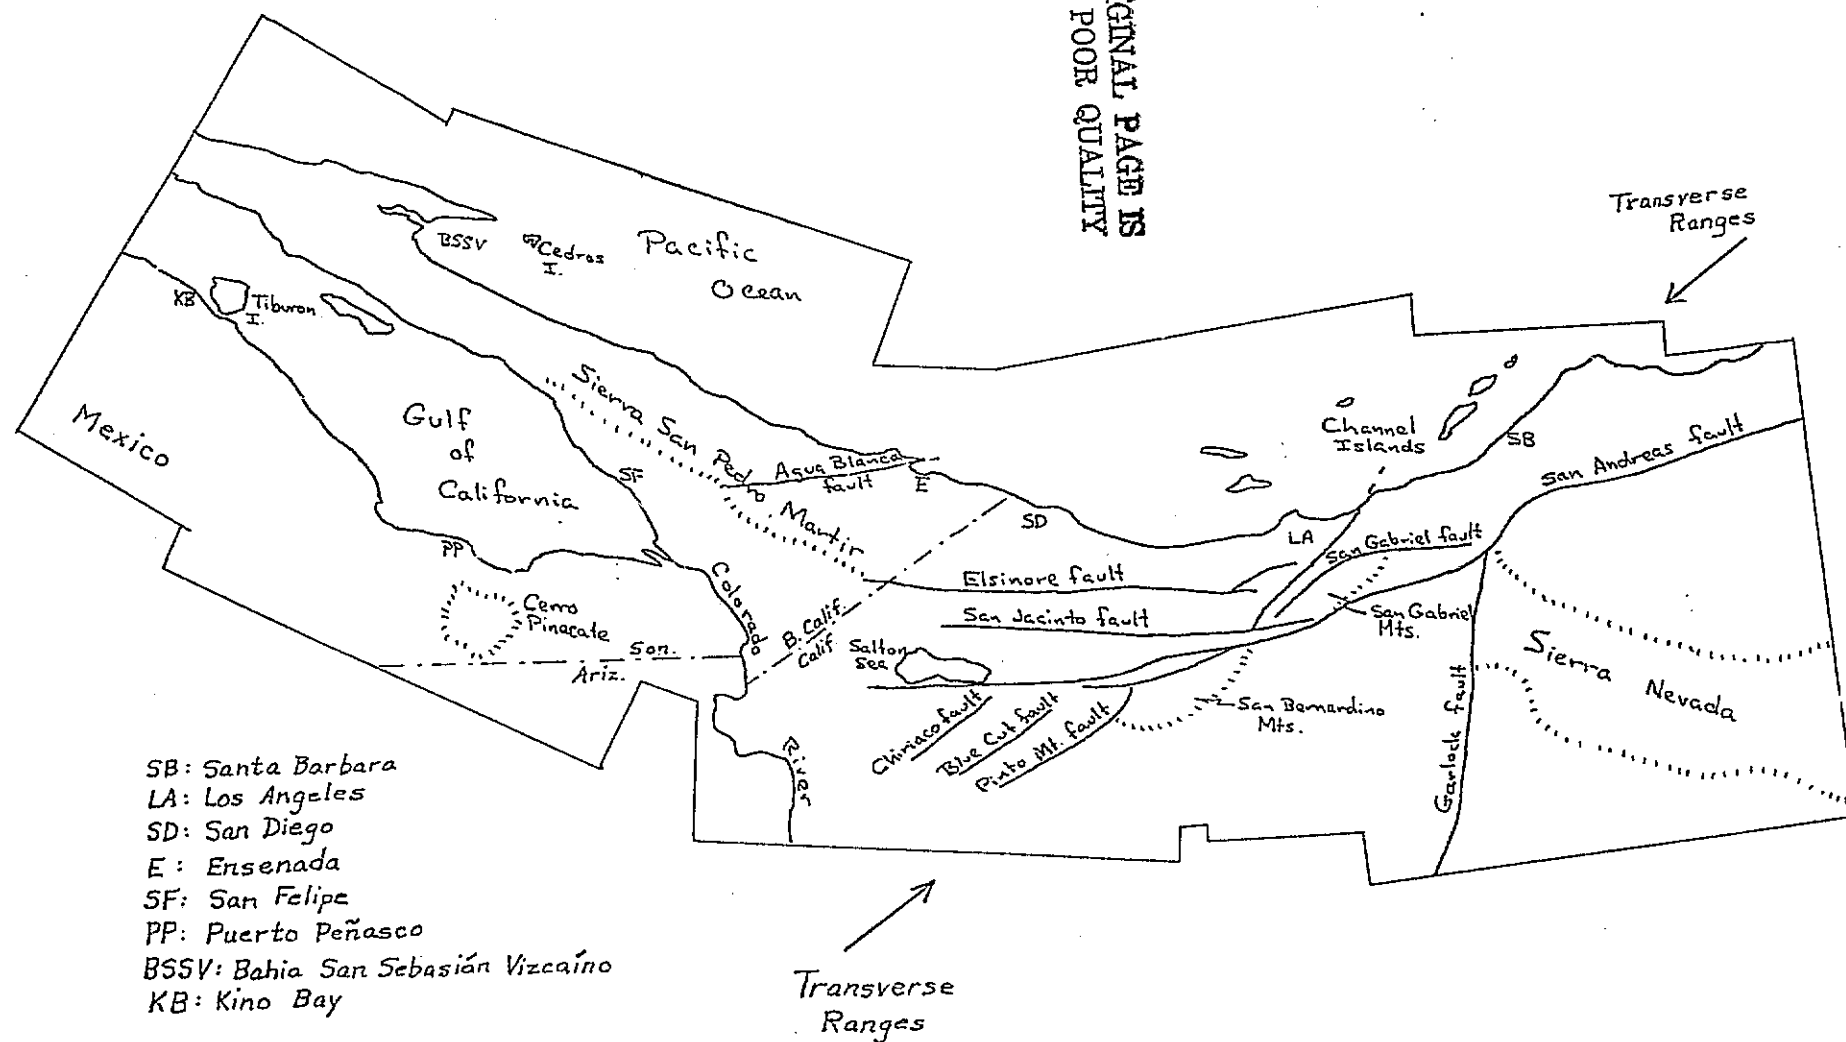 GINAL PAGE IS
POOR QUALITY
Transverse
Ranges
Pacific
Ocean
BSSV
Cedros
I.
KB
Tiburon
I.
Mexico
Gulf
of
California
Sierra San Pedro Martir
Agua Blanca
fault
E
SF
PP
Cerro
Pinacate
Colorado
River
Son.
Ariz.
B. Calif.
Calif
SD
LA
SB
Channel
Islands
San Andreas fault
San Gabriel fault
Elsinore fault
San Jacinto fault
San Gabriel
Mts.
Salton
Sea
Chiriaco fault
Blue Cut fault
Pinto Mt. fault
San Bernardino
Mts.
Garlock fault
Sierra Nevada
SB: Santa Barbara
LA: Los Angeles
SD: San Diego
E: Ensenada
SF: San Felipe
PP: Puerto Peñasco
BSSV: Bahia San Sebasián Vizcaíno
KB: Kino Bay
Transverse
Ranges